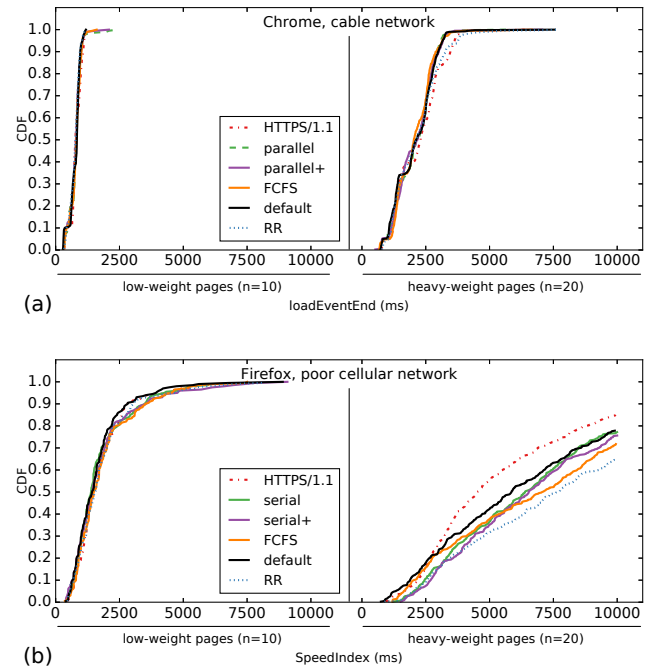 Chrome, cable network
CDF
1.0
0.9
0.8
0.7
0.6
0.5
0.4
0.3
0.2
0.1
0.0
HTTPS/1.1
parallel
parallel+
FCFS
default
RR
0 2500 5000 7500 10000 0 2500 5000 7500 10000
low-weight pages (n=10) heavy-weight pages (n=20)
(a) loadEventEnd (ms)
Firefox, poor cellular network
CDF
1.0
0.9
0.8
0.7
0.6
0.5
0.4
0.3
0.2
0.1
0.0
HTTPS/1.1
serial
serial+
FCFS
default
RR
0 2500 5000 7500 10000 0 2500 5000 7500 10000
low-weight pages (n=10) heavy-weight pages (n=20)
(b) SpeedIndex (ms)